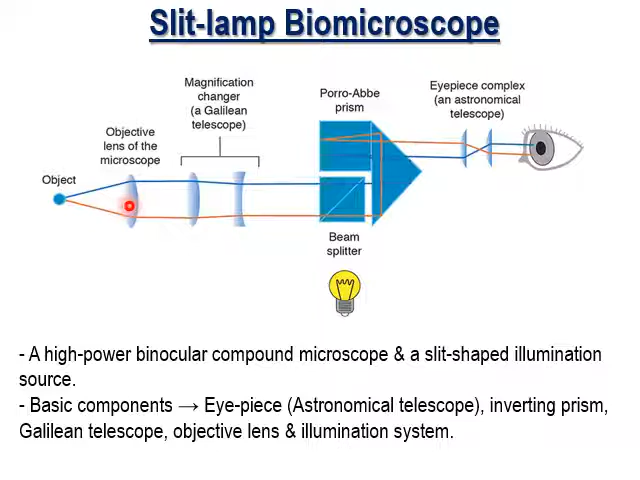 Slit-lamp Biomicroscope
Magnification
changer
(a Galilean
telescope)
Porro-Abbe
prism
Eyepiece complex
(an astronomical
telescope)
Objective
lens of the
microscope
Object
Beam
splitter
- A high-power binocular compound microscope & a slit-shaped illumination
source.
- Basic components → Eye-piece (Astronomical telescope), inverting prism,
Galilean telescope, objective lens & illumination system.